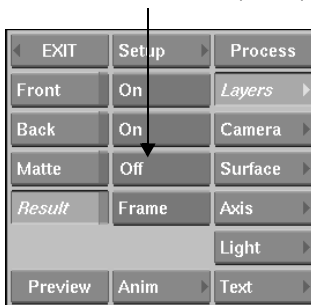 EXIT Setup Process
Front On Layers
Back On Camera
Matte Off Surface
Result Frame Axis
Light
Preview Anim Text